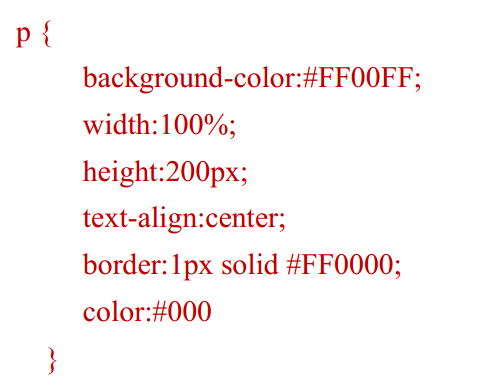 p {
background-color:#FF00FF;
width:100%;
height:200px;
text-align:center;
border:1px solid #FF0000;
color:#000
}